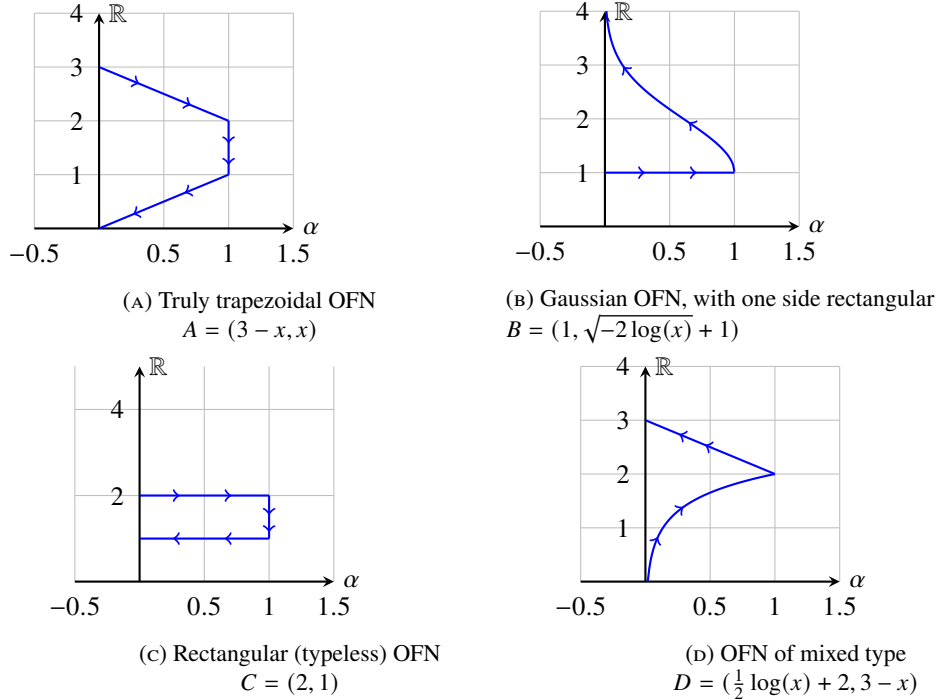 4
ℝ
3
2
1
α
−0.5
0.5
1
1.5
(A) Truly trapezoidal OFN
A = (3 − x, x)
4
ℝ
3
2
1
α
−0.5
0.5
1
1.5
(B) Gaussian OFN, with one side rectangular
B = (1, √−2 log(x) + 1)
ℝ
4
2
α
−0.5
0.5
1
1.5
(C) Rectangular (typeless) OFN
C = (2, 1)
4
ℝ
3
2
1
α
−0.5
0.5
1
1.5
(D) OFN of mixed type
D = (½ log(x) + 2, 3 − x)